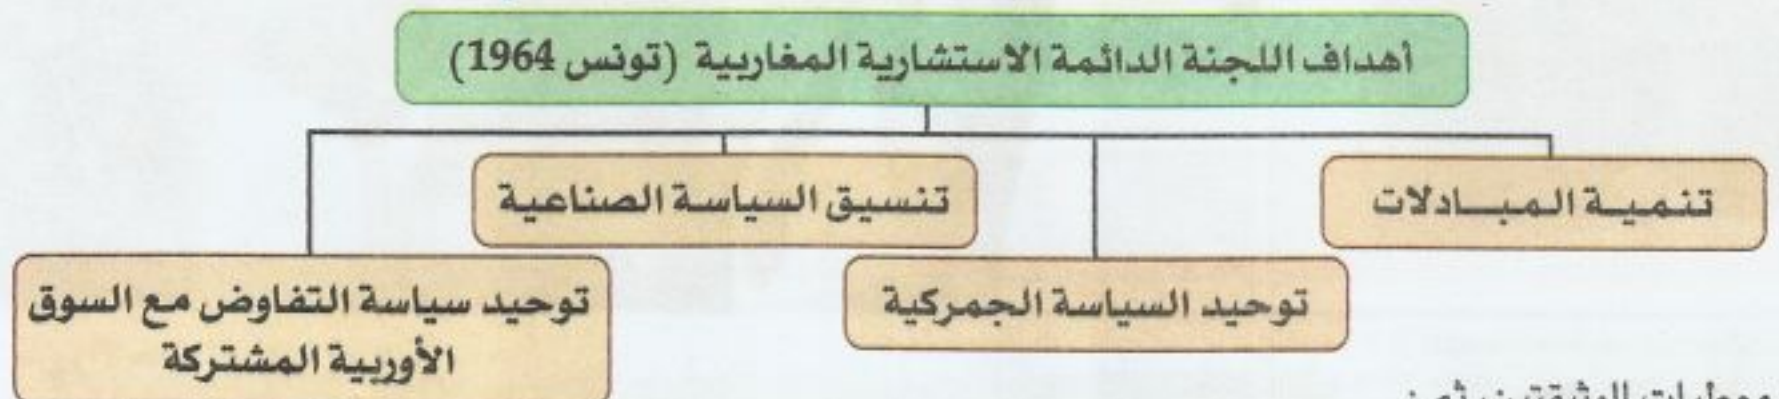 أهداف اللجنة الدائمة الاستشارية المغاربية (تونس 1964)
تنمية المبادلات
توحيد السياسة الجمركية
تنسيق السياسة الصناعية
توحيد سياسة التفاوض مع السوق
الأوربية المشتركة